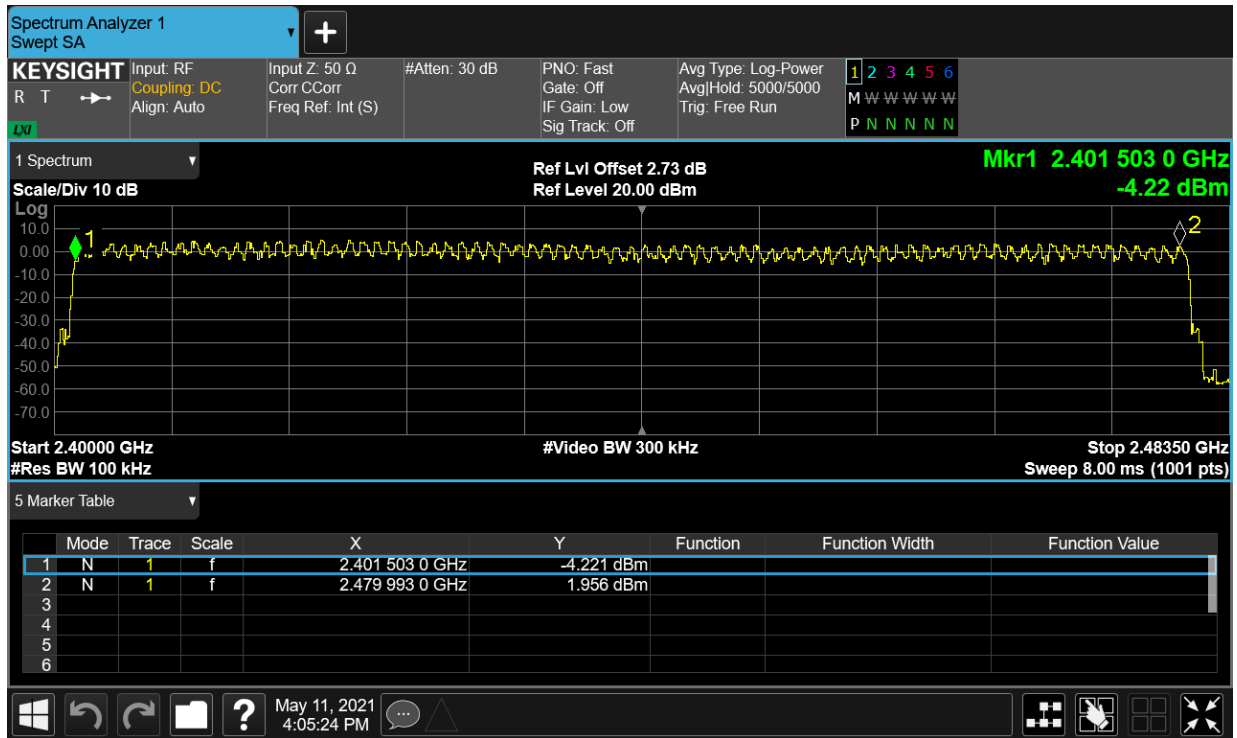 Spectrum Analyzer 1
Swept SA
KEYSIGHT
R T
LXI
Input: RF
Coupling: DC
Align: Auto
Input Z: 50 Ω
Corr CCorr
Freq Ref: Int (S)
#Atten: 30 dB
PNO: Fast
Gate: Off
IF Gain: Low
Sig Track: Off
Avg Type: Log-Power
Avg|Hold: 5000/5000
Trig: Free Run
1 2 3 4 5 6
M W W W W W W
P N N N N N N
1 Spectrum
Scale/Div 10 dB
Ref Lvl Offset 2.73 dB
Ref Level 20.00 dBm
Mkr1 2.401 503 0 GHz
-4.22 dBm
Log
10.0
0.00
-10.0
-20.0
-30.0
-40.0
-50.0
-60.0
-70.0
1
2
Start 2.40000 GHz
#Res BW 100 kHz
#Video BW 300 kHz
Stop 2.48350 GHz
Sweep 8.00 ms (1001 pts)
5 Marker Table
Mode Trace Scale X Y Function Function Width Function Value
1 N 1 f 2.401 503 0 GHz -4.221 dBm
2 N 1 f 2.479 993 0 GHz 1.956 dBm
3
4
5
6
?
May 11, 2021
4:05:24 PM